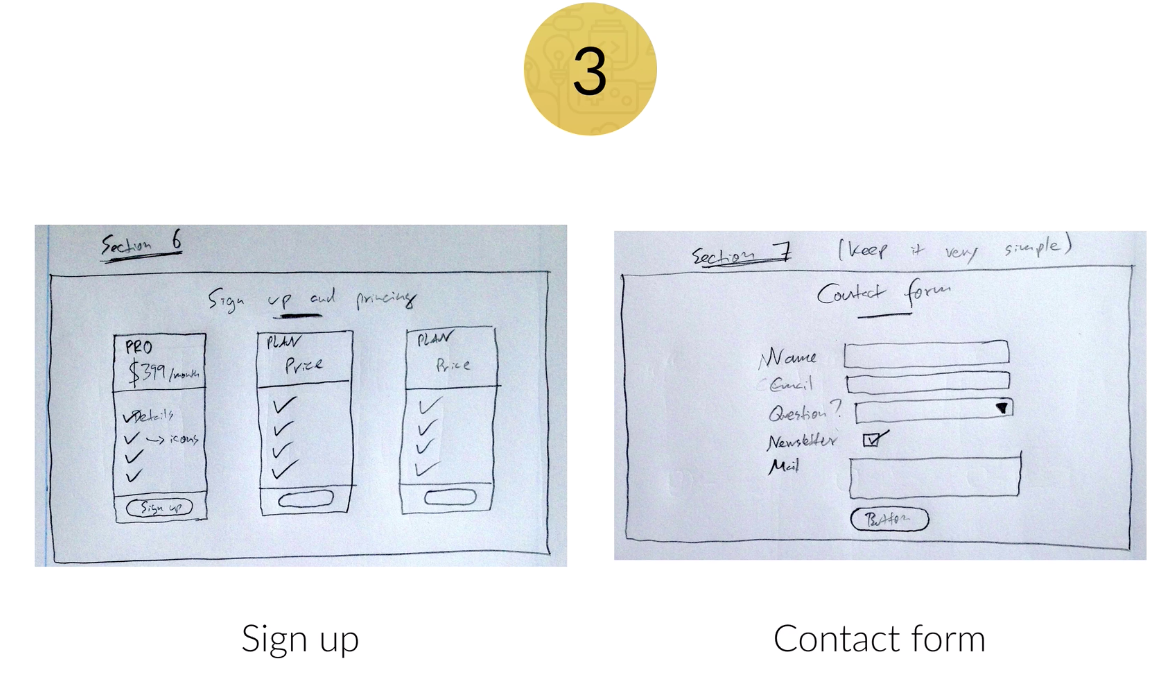 3
Section 6
Sign up and pricing
PRO
$399/month
Details
→ icons
Sign up
PLAN
Price
PLAN
Price
Section 7 (keep it very simple)
Contact form
Name
Email
Question?
Newsletter
Mail
Button
Sign up
Contact form